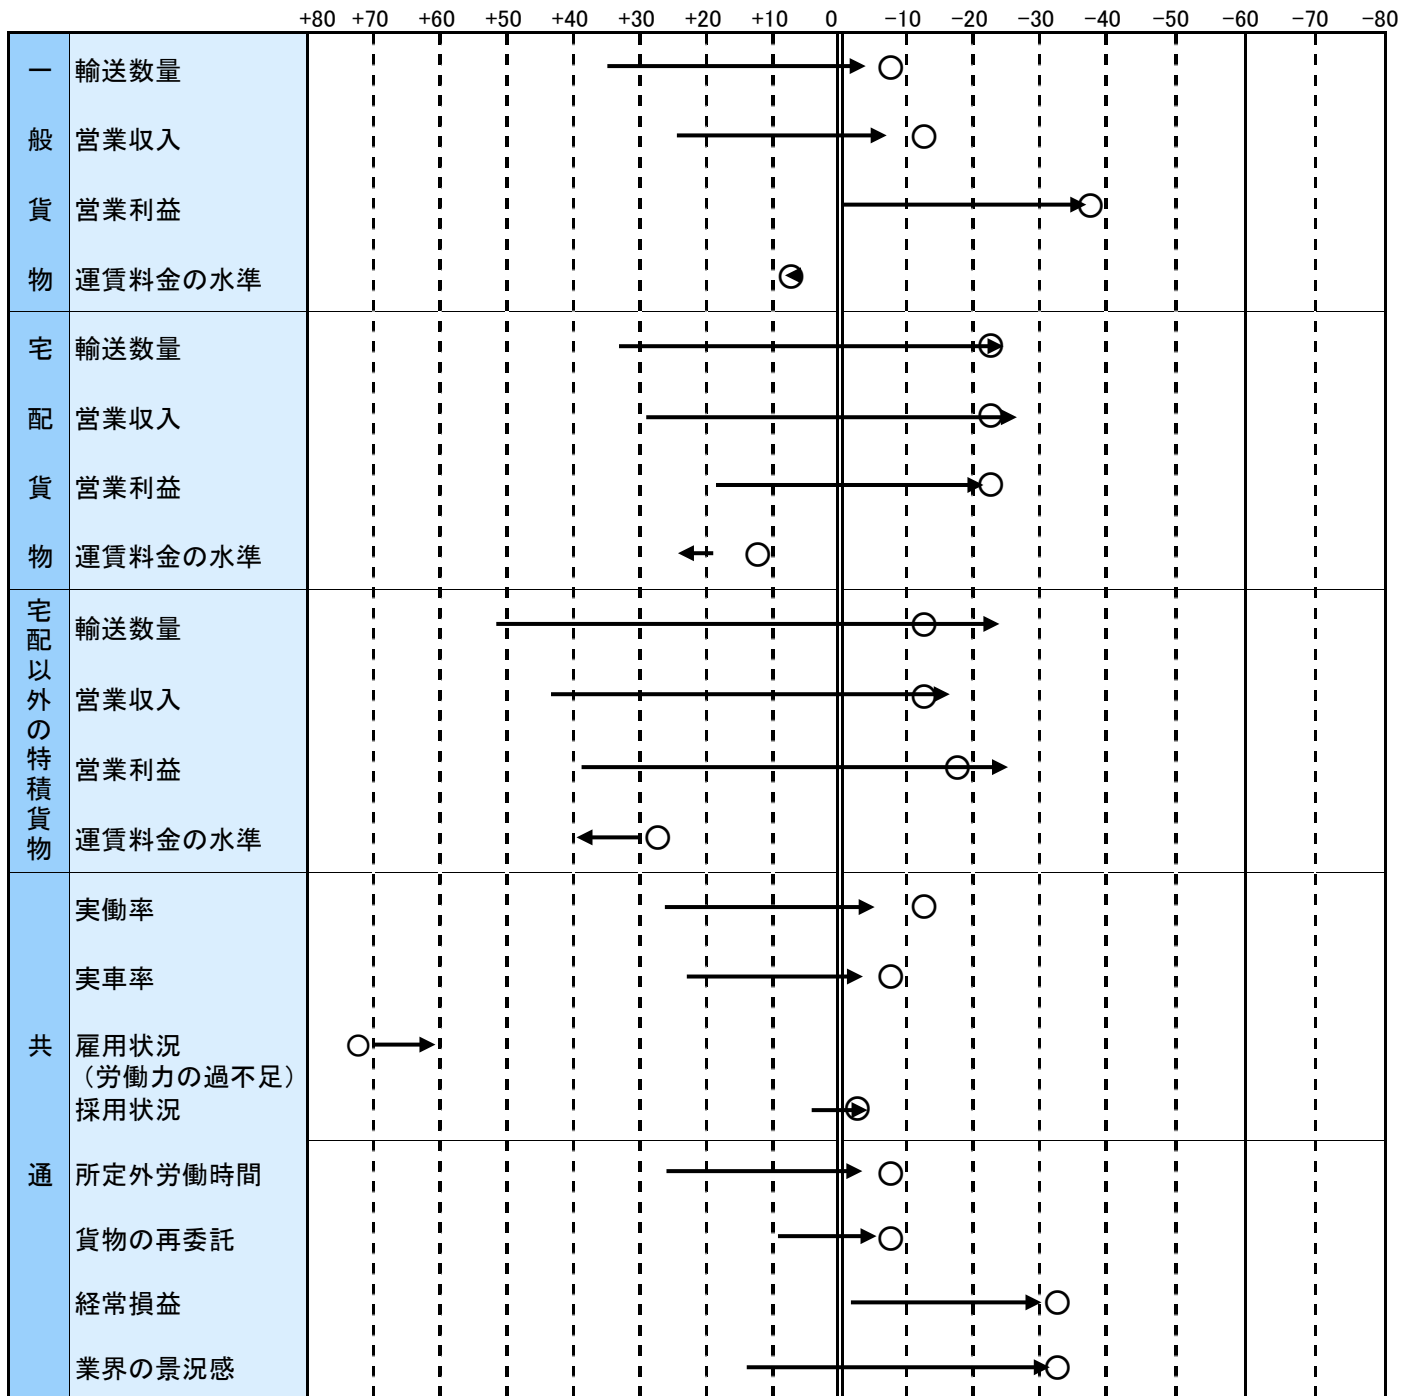 +80 +70 +60 +50 +40 +30 +20 +10 0 -10 -20 -30 -40 -50 -60 -70 -80
一般貨物
輸送数量
営業収入
営業利益
運賃料金の水準
宅配貨物
輸送数量
営業収入
営業利益
運賃料金の水準
宅配以外の特積貨物
輸送数量
営業収入
営業利益
運賃料金の水準
共通
実働率
実車率
雇用状況
（労働力の過不足）
採用状況
所定外労働時間
貨物の再委託
経常損益
業界の景況感